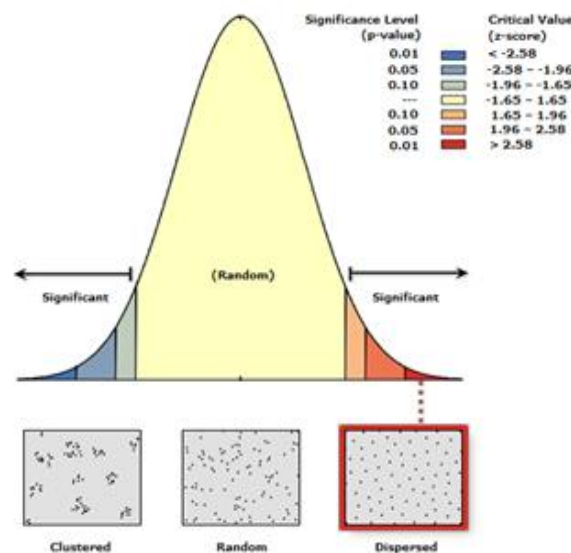 Significance Level Critical Value
(p-value) (z-score)
0.01 < -2.58
0.05 -2.58 – -1.96
0.10 -1.96 – -1.65
--- -1.65 – 1.65
0.10 1.65 – 1.96
0.05 1.96 – 2.58
0.01 > 2.58
Significant (Random) Significant
Clustered Random Dispersed